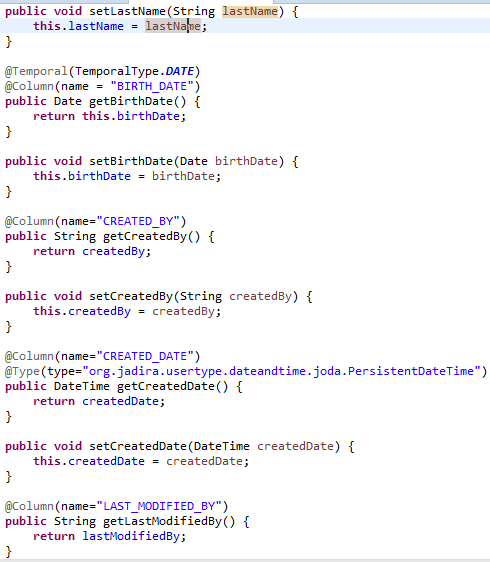 public void setLastName(String lastName) {
    this.lastName = lastName;
}
@Temporal(TemporalType.DATE)
@Column(name = "BIRTH_DATE")
public Date getBirthDate() {
    return this.birthDate;
}
public void setBirthDate(Date birthDate) {
    this.birthDate = birthDate;
}
@Column(name="CREATED_BY")
public String getCreatedBy() {
    return createdBy;
}
public void setCreatedBy(String createdBy) {
    this.createdBy = createdBy;
}
@Column(name="CREATED_DATE")
@Type(type="org.jadira.usertype.dateandtime.joda.PersistentDateTime")
public DateTime getCreatedDate() {
    return createdDate;
}
public void setCreatedDate(DateTime createdDate) {
    this.createdDate = createdDate;
}
@Column(name="LAST_MODIFIED_BY")
public String getLastModifiedBy() {
    return lastModifiedBy;
}